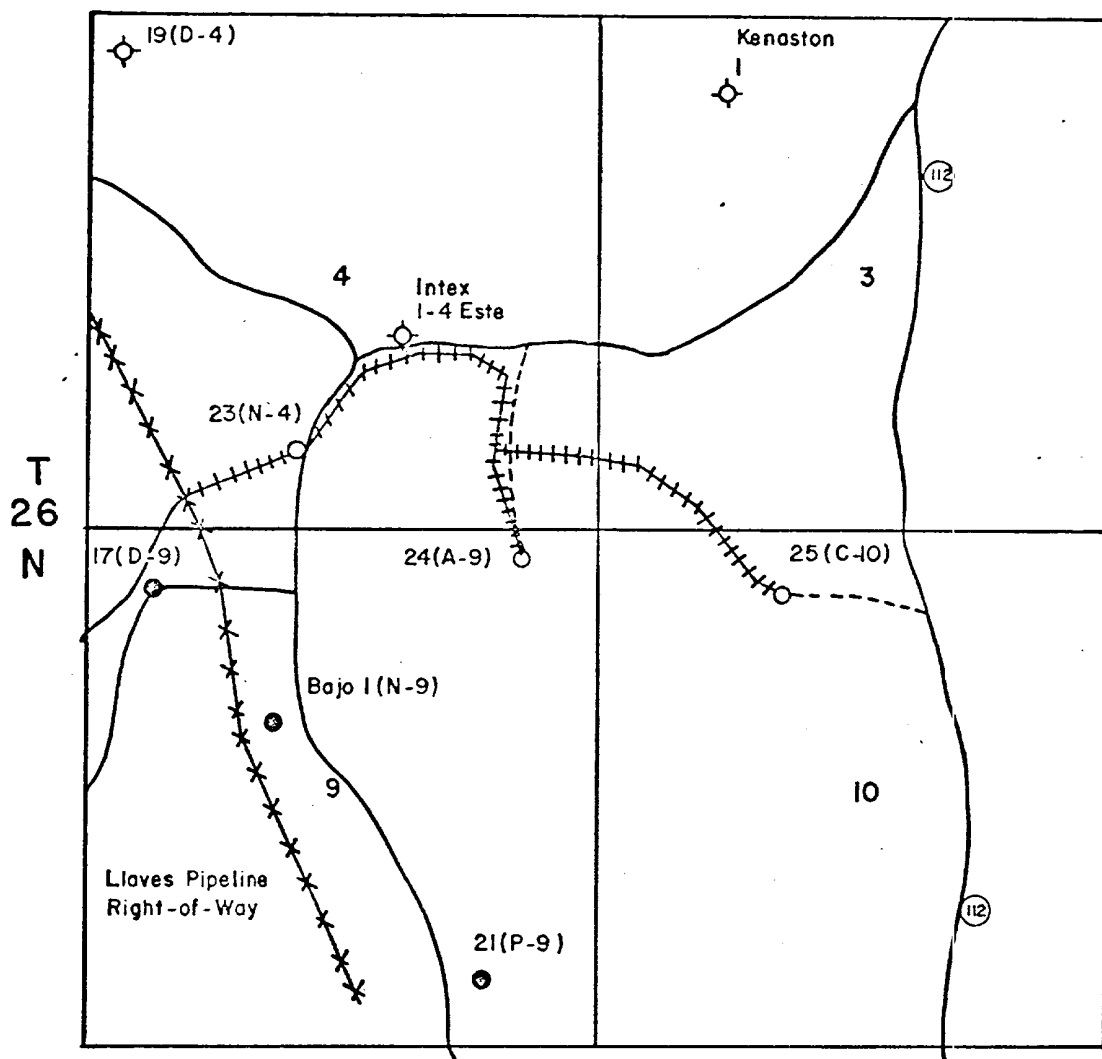 19(D-4)
Kenaston
1
112
4
3
Intex
1-4 Este
23(N-4)
T
26
N
17(D-9)
24(A-9)
25(C-10)
Bajo 1(N-9)
9
10
Llaves Pipeline
Right-of-Way
112
21(P-9)